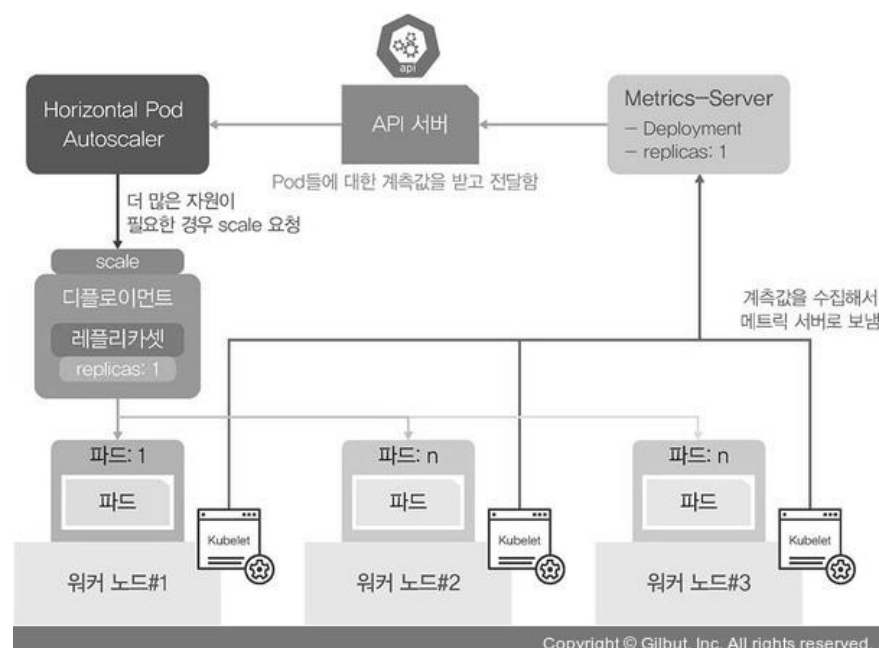 api
Horizontal Pod
Autoscaler
API 서버
Metrics-Server
- Deployment
- replicas: 1
Pod들에 대한 계측값을 받고 전달함
더 많은 자원이
필요한 경우 scale 요청
scale
디플로이먼트
레플리카셋
replicas: 1
계측값을 수집해서
메트릭 서버로 보냄
파드: 1
파드
Kubelet
워커 노드#1
파드: n
파드
Kubelet
워커 노드#2
파드: n
파드
Kubelet
워커 노드#3
Copyright © Gilbut, Inc. All rights reserved.